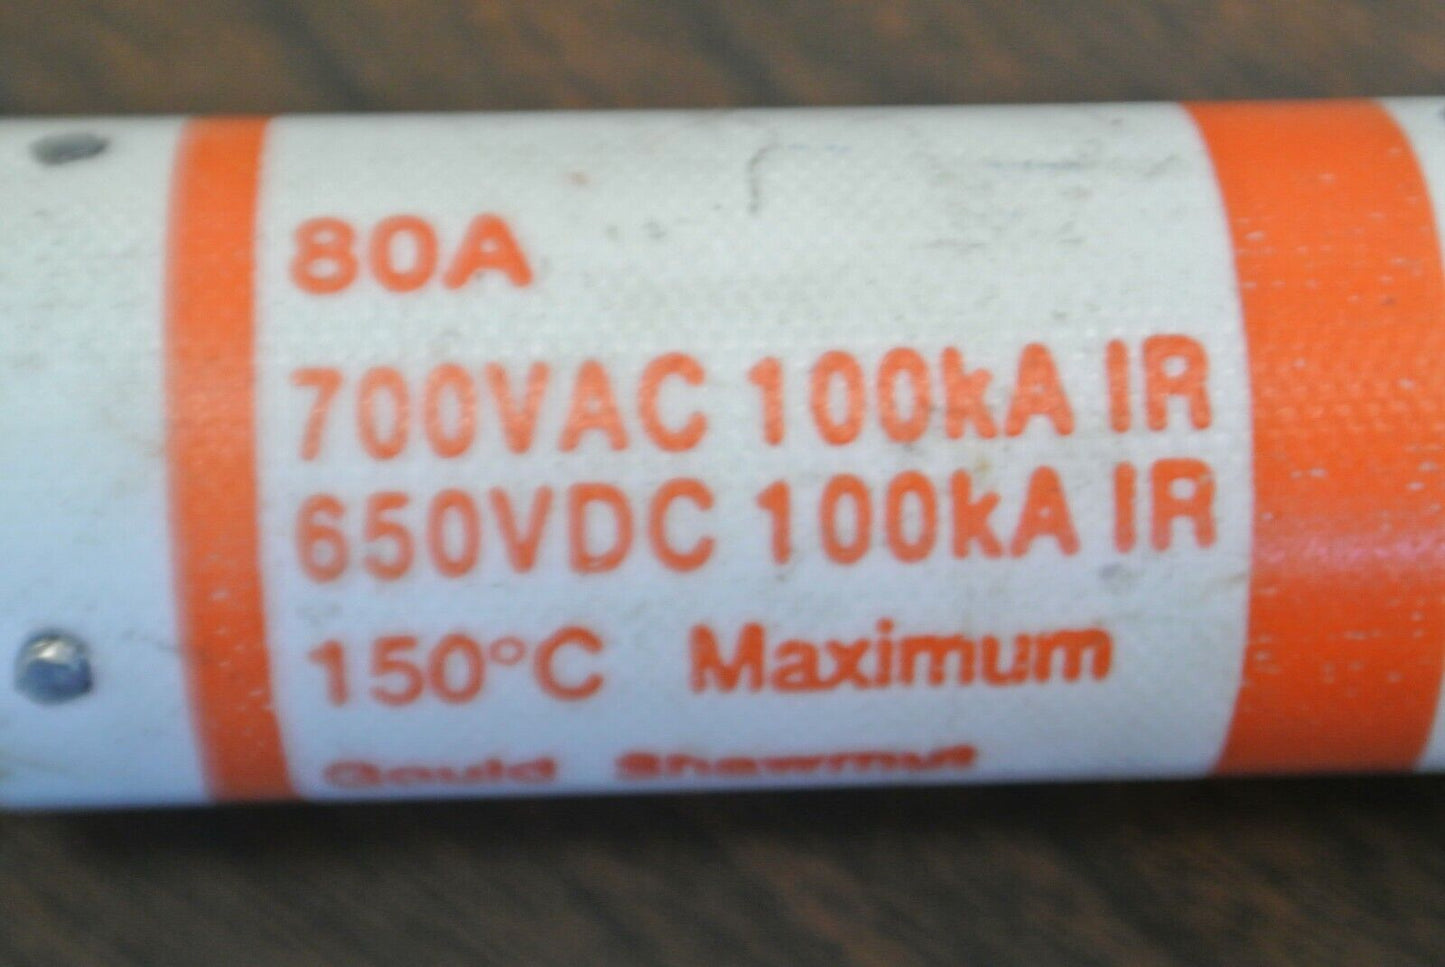 80A
700VAC 100kA IR
650VDC 100kA IR
150°C Maximum
Gould Shawmut